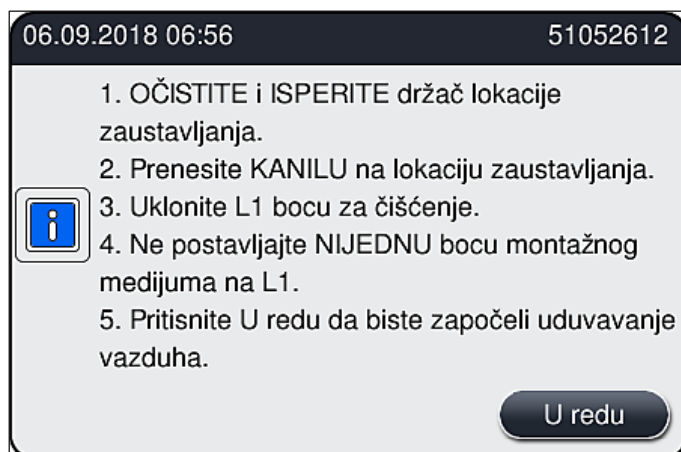 06.09.2018 06:56 51052612
1. OČISTITE i ISPERITE držač lokacije
zaustavljanja.
2. Prenesite KANILU na lokaciju zaustavljanja.
3. Uklonite L1 bocu za čišćenje.
4. Ne postavljajte NIJEDNU bocu montažnog
medijuma na L1.
5. Pritisnite U redu da biste započeli uduvavanje
vazduha.
U redu